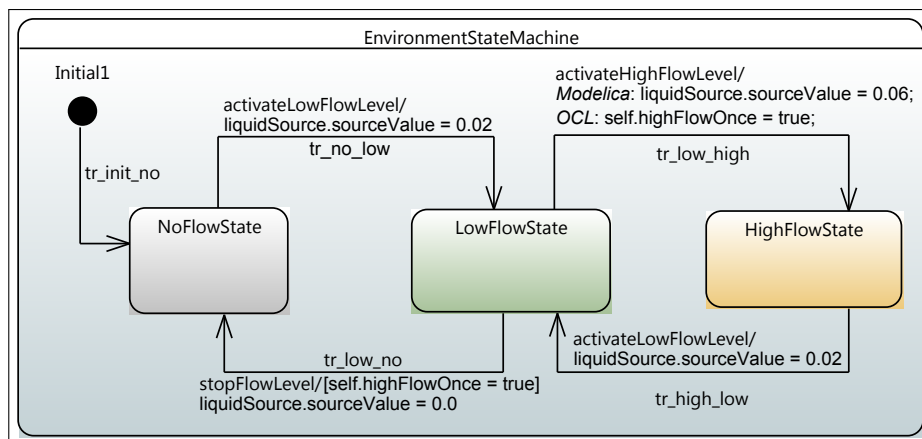 EnvironmentStateMachine
Initial1
tr_init_no
activateLowFlowLevel/
liquidSource.sourceValue = 0.02
tr_no_low
activateHighFlowLevel/
Modelica: liquidSource.sourceValue = 0.06;
OCL: self.highFlowOnce = true;
tr_low_high
NoFlowState
LowFlowState
HighFlowState
tr_low_no
stopFlowLevel/[self.highFlowOnce = true]
liquidSource.sourceValue = 0.0
activateLowFlowLevel/
liquidSource.sourceValue = 0.02
tr_high_low